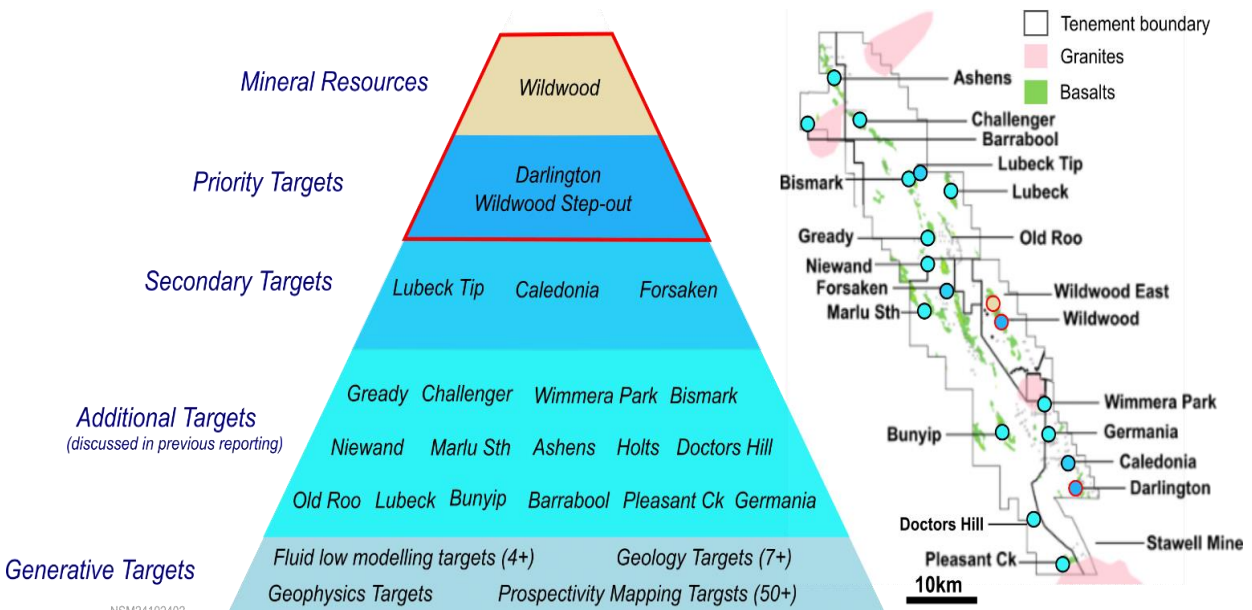 Mineral Resources
Wildwood
Priority Targets
Darlington
Wildwood Step-out
Secondary Targets
Lubeck Tip Caledonia Forsaken
Additional Targets
(discussed in previous reporting)
Gready Challenger Wimmera Park Bismark
Niewand Marlu Sth Ashens Holts Doctors Hill
Old Roo Lubeck Bunyip Barrabool Pleasant Ck Germania
Generative Targets
Fluid low modelling targets (4+) Geology Targets (7+)
Geophysics Targets Prospectivity Mapping Targsts (50+)
Tenement boundary
Granites
Basalts
Ashens
Challenger
Barrabool
Lubeck Tip
Bismark
Lubeck
Gready
Old Roo
Niewand
Forsaken
Wildwood East
Marlu Sth
Wildwood
Wimmera Park
Bunyip
Germania
Caledonia
Darlington
Doctors Hill
Stawell Mine
Pleasant Ck
10km